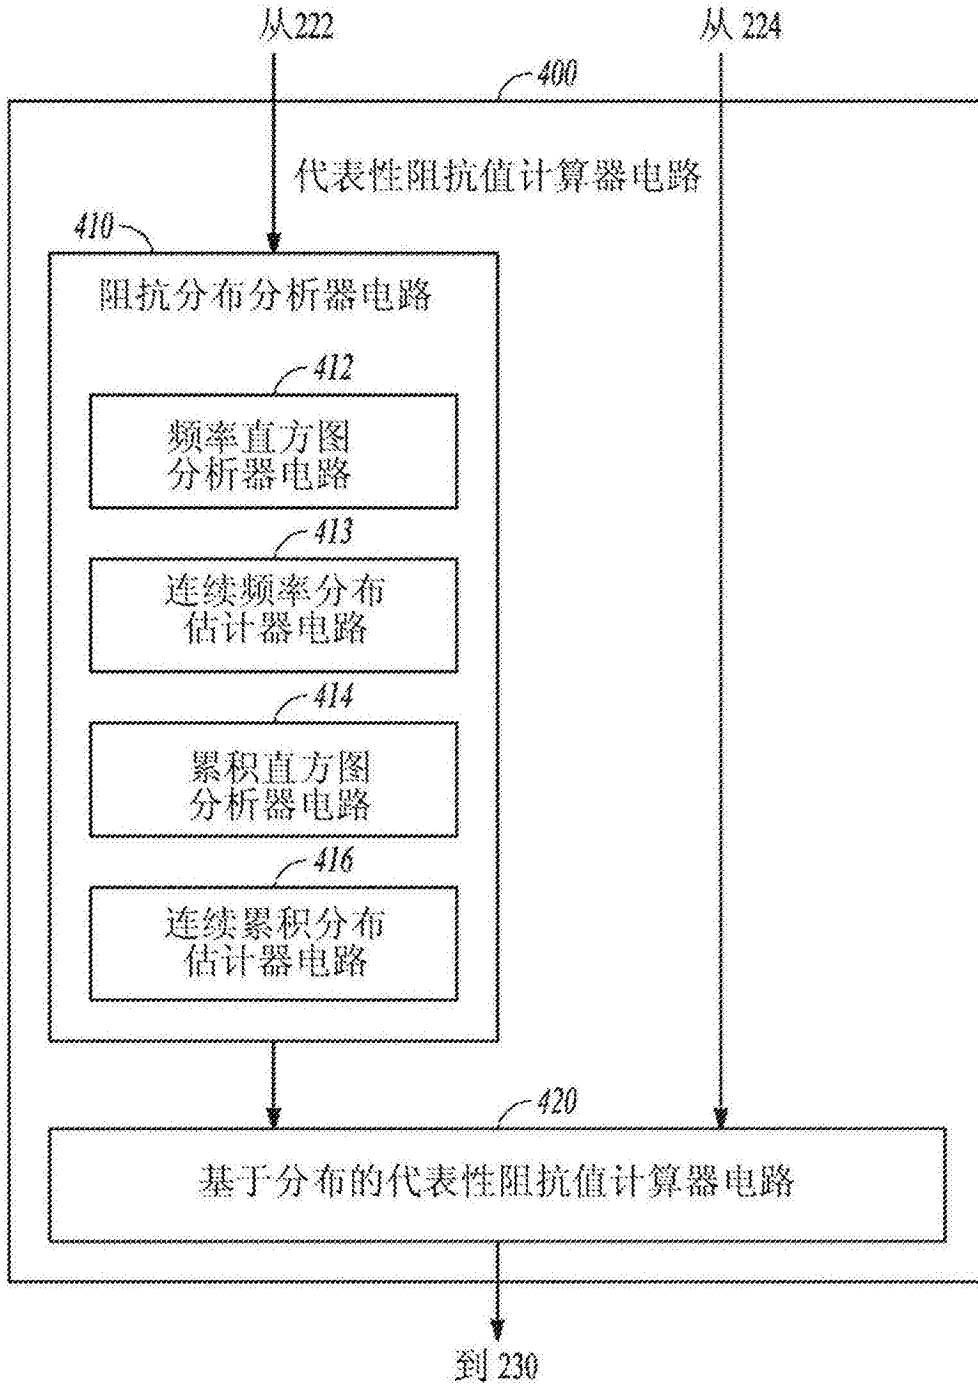 从222
从 224
400
代表性阻抗值计算器电路
410
阻抗分布分析器电路
412
频率直方图
分析器电路
413
连续频率分布
估计器电路
414
累积直方图
分析器电路
416
连续累积分布
估计器电路
420
基于分布的代表性阻抗值计算器电路
到 230